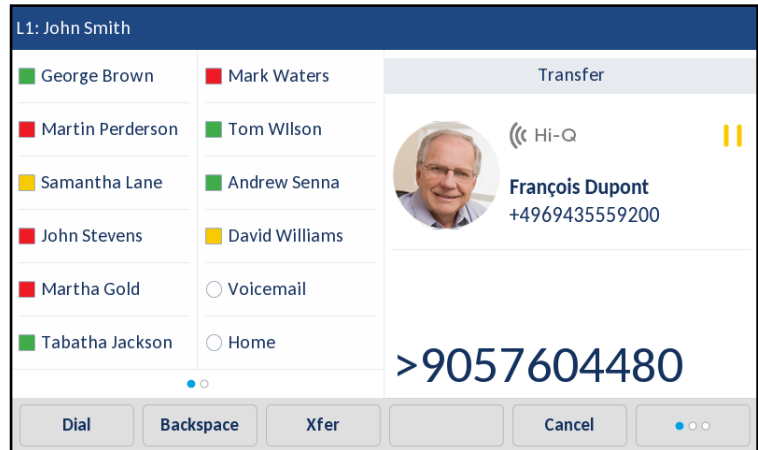 L1: John Smith
George Brown
Mark Waters
Martin Perderson
Tom WIlson
Samantha Lane
Andrew Senna
John Stevens
David Williams
Martha Gold
Voicemail
Tabatha Jackson
Home
Transfer
Hi-Q
François Dupont
+4969435559200
>9057604480
Dial
Backspace
Xfer
Cancel